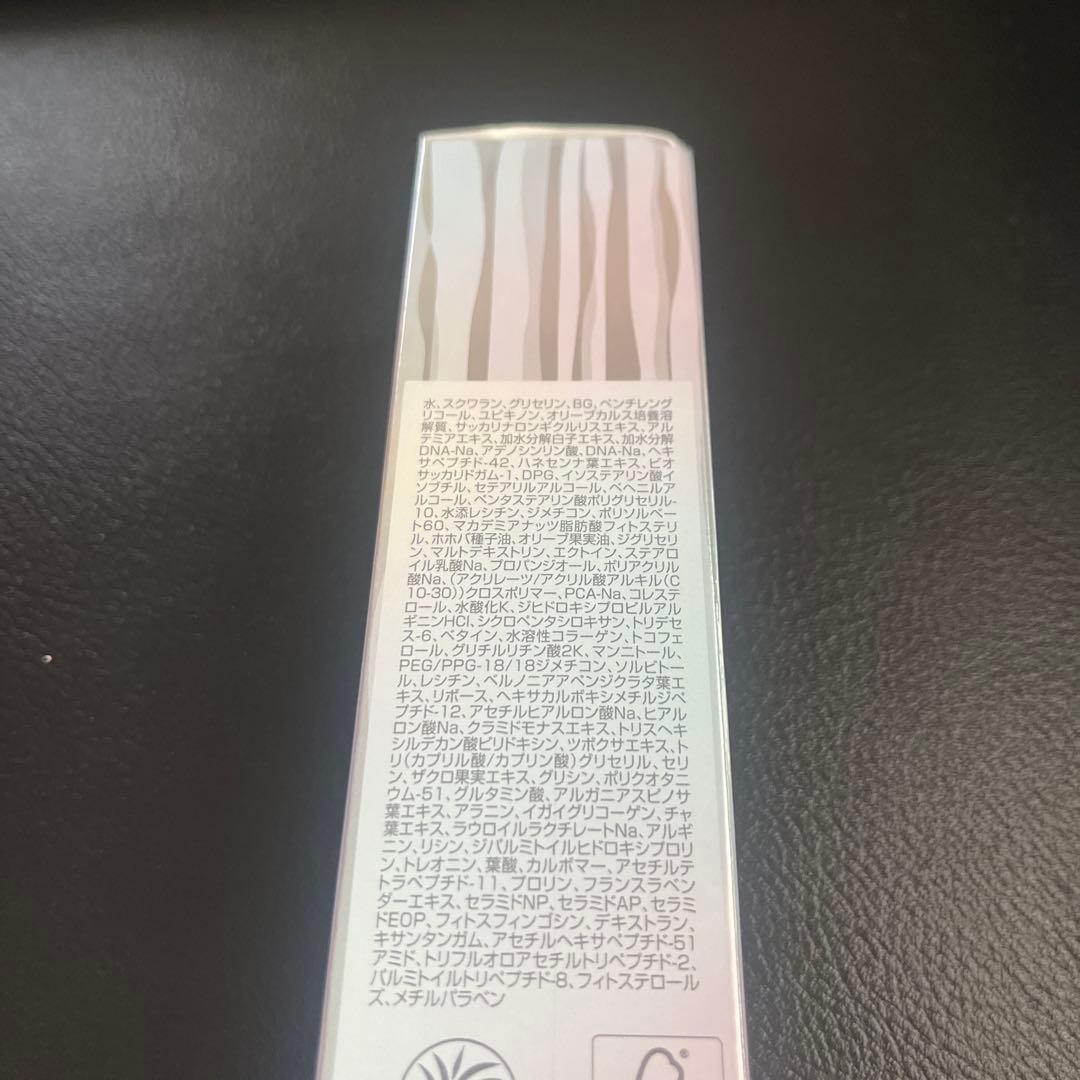 水、スクワラン、グリセリン、BG、ペンチレング
リコール、ユビキノン、オリーブカルス培養溶
解質、サッカリナロンギクルリスエキス、アル
テミアエキス、加水分解白子エキス、加水分解
DNA-Na、アデノシンリン酸、DNA-Na、ヘキ
サペプチド-42、ハネセンナ葉エキス、ビオ
サッカリドガム-1、DPG、イソステアリン酸イ
ソプチル、セテアリルアルコール、ベヘニルア
ルコール、ペンタステアリン酸ポリグリセリル-
10、水添レシチン、ジメチコン、ポリソルベー
ト60、マカデミアナッツ脂肪酸フィトステリ
ル、ホホバ種子油、オリーブ果実油、ジグリセリ
ン、マルトデキストリン、エクトイン、ステアロ
イル乳酸Na、プロパンジオール、ポリアクリル
酸Na、(アクリレーツ/アクリル酸アルキル(C
10-30))クロスポリマー、PCA-Na、コレステ
ロール、水酸化K、ジヒドロキシプロピルアル
ギニンHCl、シクロペンタシロキサン、トリデセ
ス-6、ベタイン、水溶性コラーゲン、トコフェ
ロール、グリチルリチン酸2K、マンニトール、
PEG/PPG-18/18ジメチコン、ソルビトー
ル、レシチン、ベルノニアアペンジクラタ葉エ
キス、リボース、ヘキサカルボキシメチルジペ
プチド-12、アセチルヒアルロン酸Na、ヒアル
ロン酸Na、クラミドモナスエキス、トリスヘキ
シルデカン酸ピリドキシン、ツボクサエキス、ト
リ(カプリル酸/カプリン酸)グリセリル、セリ
ン、ザクロ果実エキス、グリシン、ポリクオタニ
ウム-51、グルタミン酸、アルガニアスピノサ
葉エキス、アラニン、イガイグリコーゲン、チャ
葉エキス、ラウロイルラクチレートNa、アルギ
ニン、リシン、ジパルミトイルヒドロキシプロリ
ン、トレオニン、葉酸、カルボマー、アセチルテ
トラペプチド-11、プロリン、フランスラベン
ダーエキス、セラミドNP、セラミドAP、セラミ
ドEOP、フィトスフィンゴシン、デキストラン、
キサンタンガム、アセチルヘキサペプチド-51
アミド、トリフルオロアセチルトリペプチド-2、
パルミトイルトリペプチド-8、フィトステロール
ズ、メチルパラベン
®